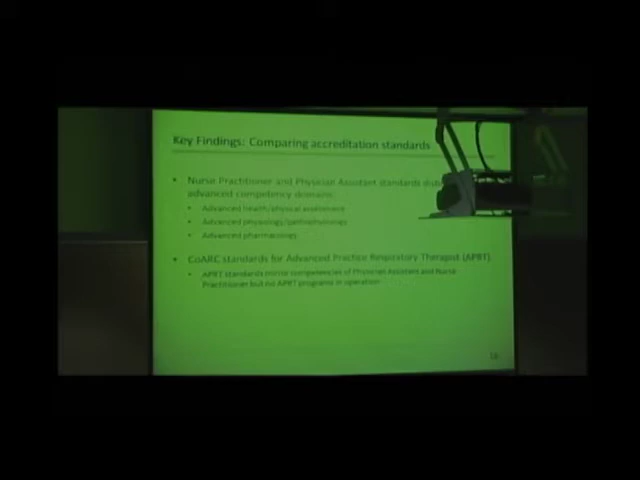 Key Findings: Comparing accreditation standards
• Nurse Practitioner and Physician Assistant standards
advanced competency domains
• Advanced health/physical assessment
• Advanced physiology/pathophysiology
• Advanced pharmacology
• CoARC standards for Advanced Practice Respiratory Therapist (APRT)
• APRT standards mirror competencies of Physician Assistant and Nurse
Practitioner but no APRT programs in operation